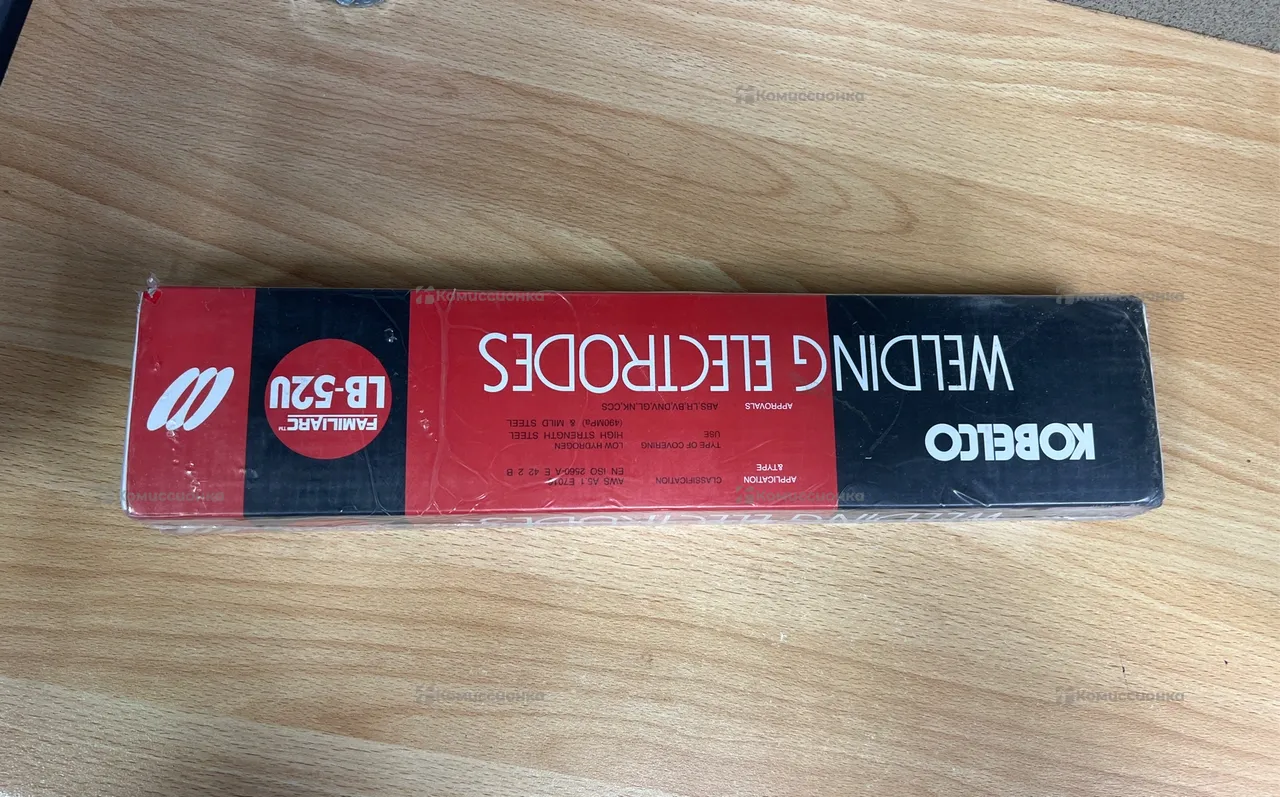 KOBELCO
APPLICATION
&TYPE
CLASSIFICATION
AWS A5.1 E7016
EN ISO 2560-A E 42 2 B
TYPE OF COVERING
LOW HYDROGEN
USE
HIGH STRENGTH STEEL
(490MPa) & MILD STEEL
APPROVALS
ABS,LR,BV,DNV,GL,NK,CCS
WELDING ELECTRODES
FAMILIARC™
LB-52U
WELDING ELECTRODES
Комиссионка
Комиссионка
Комиссионка
Комиссионка
Комиссионка
Комиссионка
Комиссионка